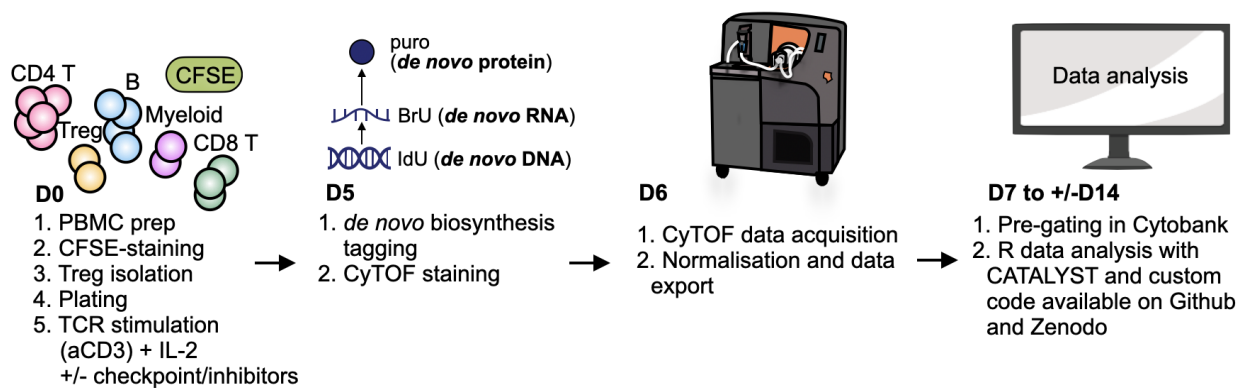 CD4 T
B
CFSE
Treg
Myeloid
CD8 T
D0
1. PBMC prep
2. CFSE-staining
3. Treg isolation
4. Plating
5. TCR stimulation
(aCD3) + IL-2
+/- checkpoint/inhibitors
puro
(de novo protein)
BrU (de novo RNA)
IdU (de novo DNA)
D5
1. de novo biosynthesis
tagging
2. CyTOF staining
D6
1. CyTOF data acquisition
2. Normalisation and data
export
Data analysis
D7 to +/-D14
1. Pre-gating in Cytobank
2. R data analysis with
CATALYST and custom
code available on Github
and Zenodo